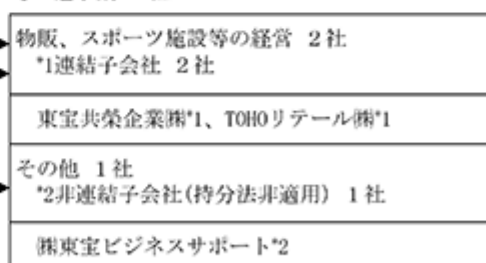 物販、スポーツ施設等の経営 2社
*1連結子会社 2社
東宝共榮企業㈱*1、TOHOリテール㈱*1
その他 1社
*2非連結子会社(持分法非適用) 1社
㈱東宝ビジネスサポート*2